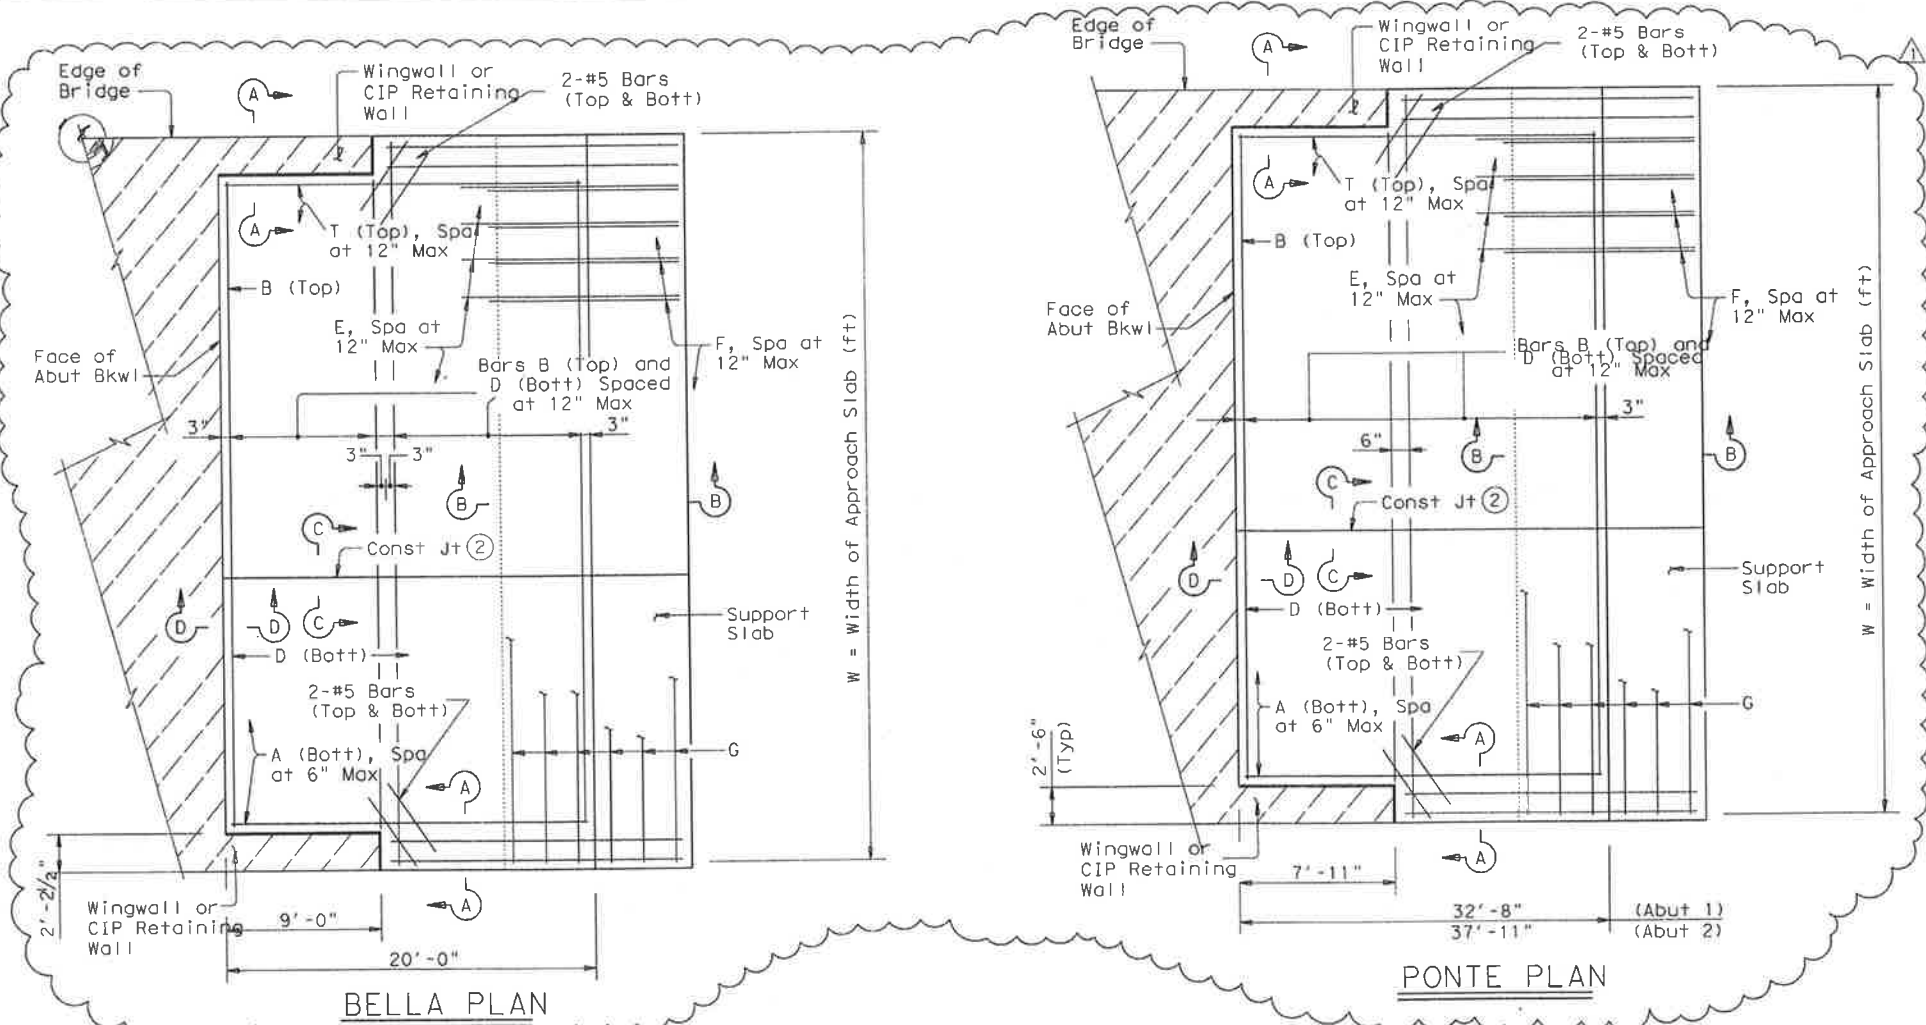 Edge of
Bridge
A
Wingwall or
CIP Retaining
Wall
2-#5 Bars
(Top & Bott)
A
T (Top), Spa
at 12" Max
B (Top)
E, Spa at
12" Max
Face of
Abut Bkwl
Bars B (Top) and
D (Bott) Spaced
at 12" Max
F, Spa at
12" Max
3"
3"
3"
3"
B
B
C
Const Jt 2
D
D
C
D (Bott)
Support
Slab
2-#5 Bars
(Top & Bott)
A (Bott), Spa
at 6" Max
G
A
A
W = Width of Approach Slab (ft)
2'-2½"
Wingwall or
CIP Retaining
Wall
9'-0"
20'-0"
BELLA PLAN
Edge of
Bridge
A
Wingwall or
CIP Retaining
Wall
2-#5 Bars
(Top & Bott)
1
A
T (Top), Spa
at 12" Max
B (Top)
E, Spa at
12" Max
Face of
Abut Bkwl
Bars B (Top) and
D (Bott) Spaced
at 12" Max
F, Spa at
12" Max
3"
6"
B
B
C
Const Jt 2
D
D
C
D (Bott)
Support
Slab
2-#5 Bars
(Top & Bott)
A (Bott), Spa
at 6" Max
G
A
A
W = Width of Approach Slab (ft)
2'-6"
(Typ)
Wingwall or
CIP Retaining
Wall
7'-11"
32'-8" (Abut 1)
37'-11" (Abut 2)
PONTE PLAN